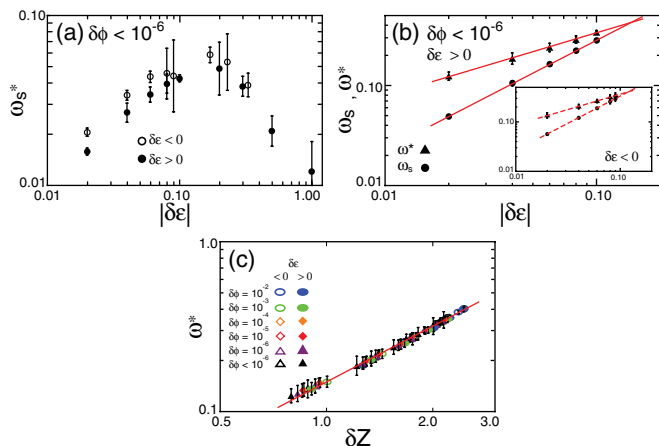 (a) δϕ < 10⁻⁶
ωₛ*
0.10
0.01
δε < 0
δε > 0
0.01
0.10
1.00
|δε|
(b) δϕ < 10⁻⁶
δε > 0
ωₛ , ω*
0.10
ω*
ωₛ
0.10
0.01
0.10
δε < 0
0.01
0.10
|δε|
(c)
δε
< 0 > 0
δϕ = 10⁻²
δϕ = 10⁻³
δϕ = 10⁻⁴
δϕ = 10⁻⁵
δϕ = 10⁻⁶
δϕ < 10⁻⁶
ω*
1.0
0.1
0.5
1.0
2.0
3.0
δZ